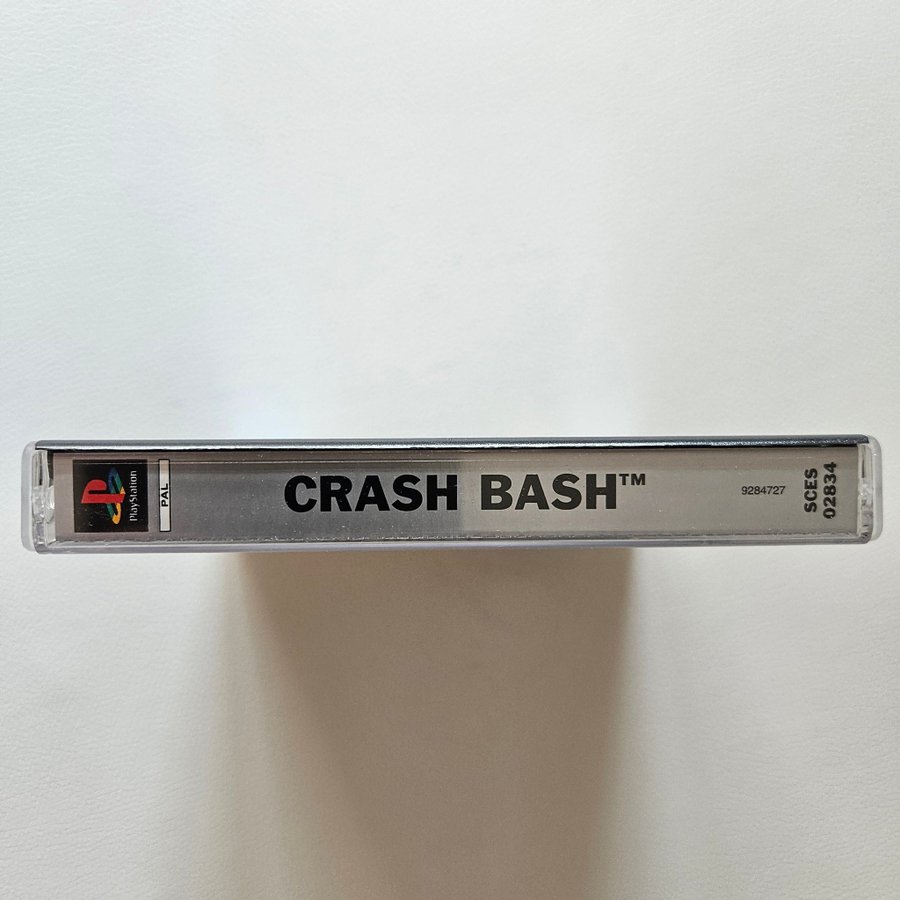 PlayStation
PAL
CRASH BASH™
9284727
SCES
02834